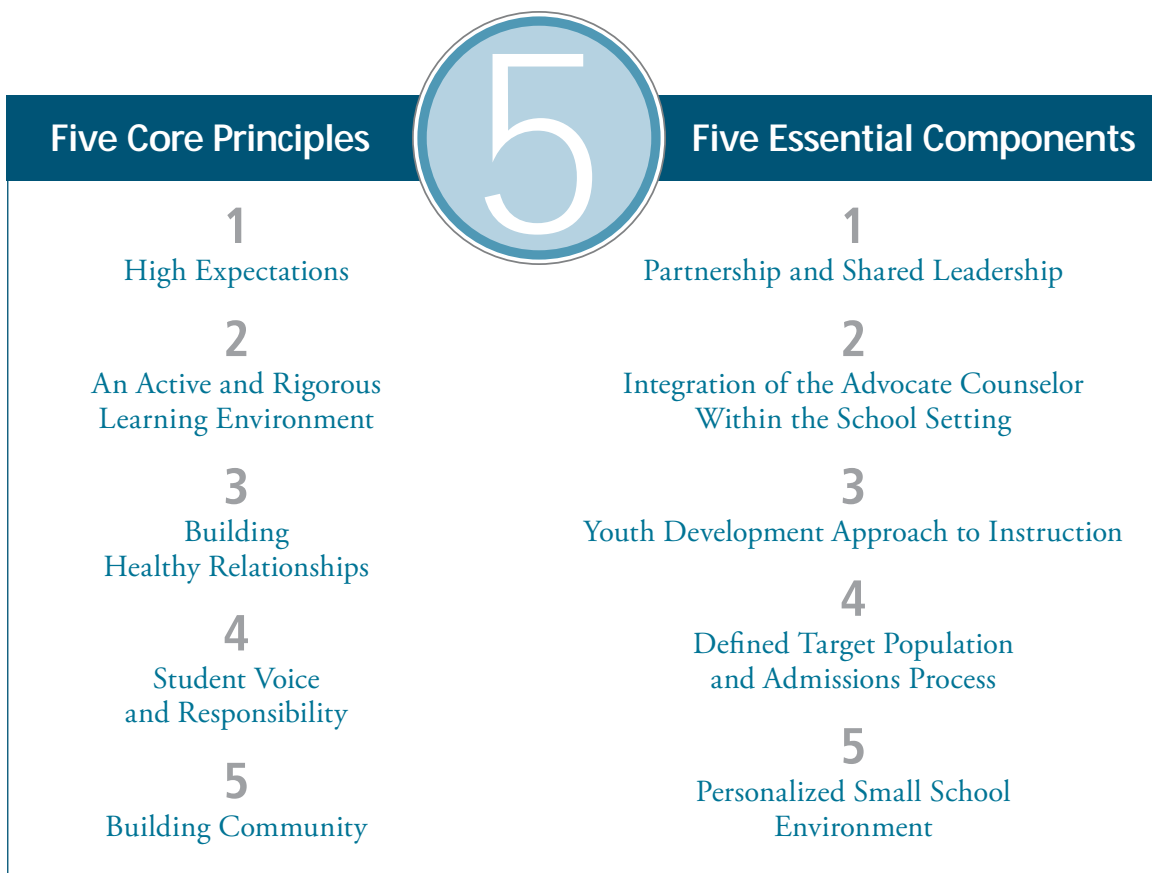 5
Five Core Principles
1
High Expectations
2
An Active and Rigorous
Learning Environment
3
Building
Healthy Relationships
4
Student Voice
and Responsibility
5
Building Community
Five Essential Components
1
Partnership and Shared Leadership
2
Integration of the Advocate Counselor
Within the School Setting
3
Youth Development Approach to Instruction
4
Defined Target Population
and Admissions Process
5
Personalized Small School
Environment